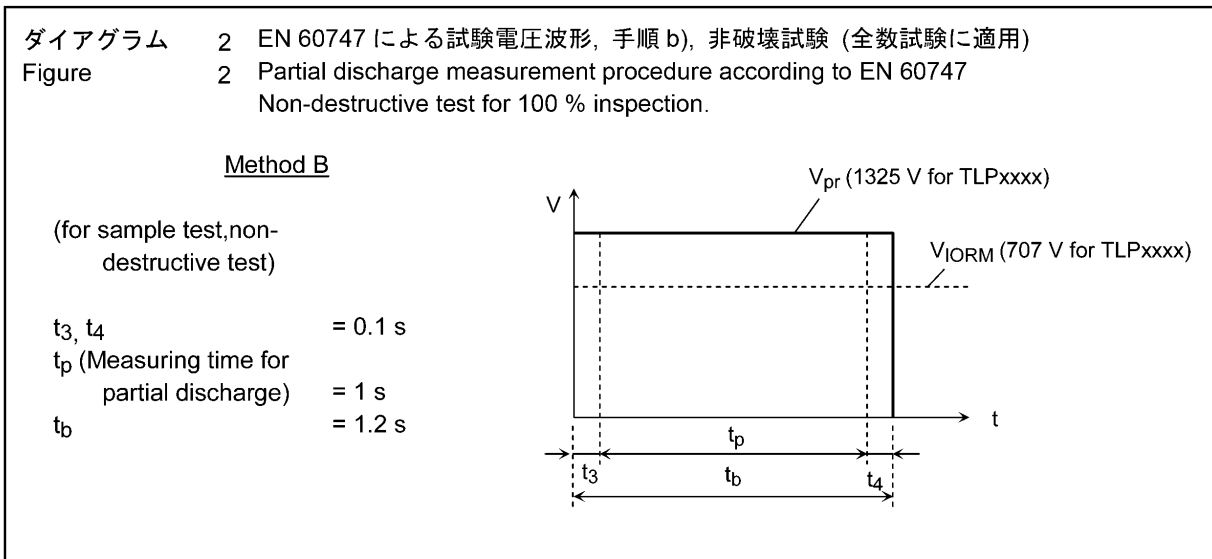 ダイアグラム 2 EN 60747 による試験電圧波形, 手順 b), 非破壊試験 (全数試験に適用)
Figure 2 Partial discharge measurement procedure according to EN 60747
Non-destructive test for 100 % inspection.
Method B
(for sample test,non-
destructive test)
t3, t4 = 0.1 s
tp (Measuring time for
partial discharge) = 1 s
tb = 1.2 s
Vpr (1325 V for TLPxxxx)
V
VIORM (707 V for TLPxxxx)
t
tp
t3
tb
t4